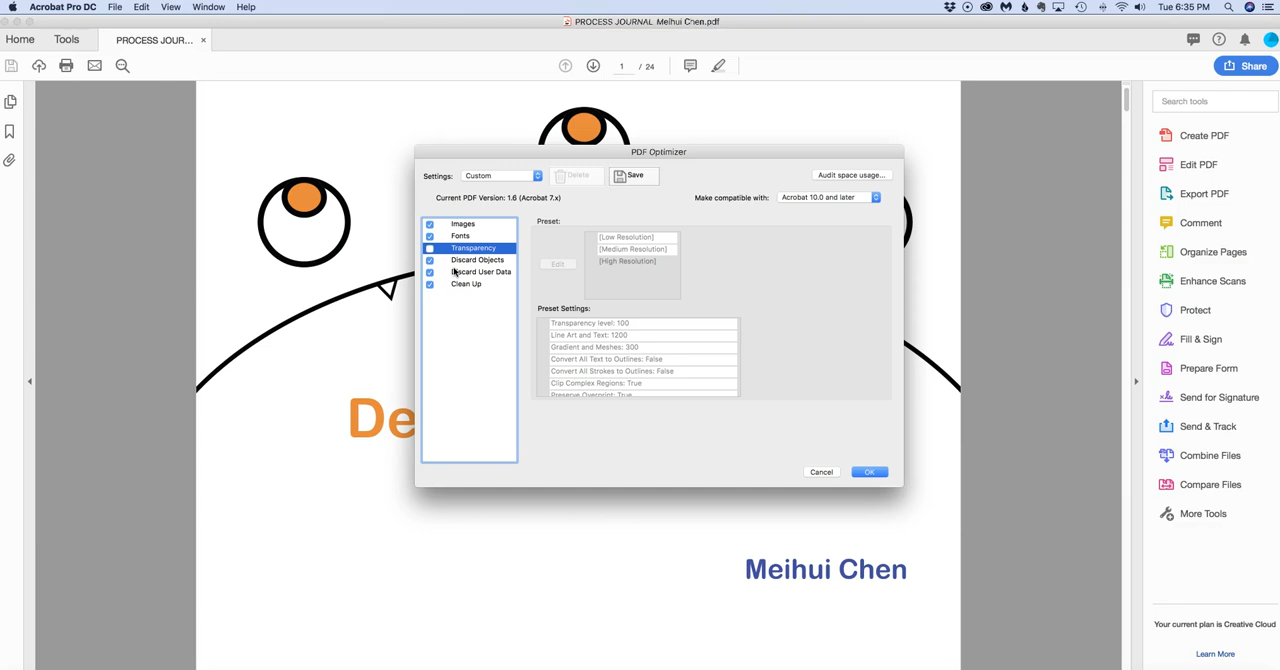 Acrobat Pro DC File Edit View Window Help Tue 6:35 PM
PROCESS JOURNAL Meihui Chen.pdf
Home Tools PROCESS JOUR... ×
1 / 24 Share
Search tools
Create PDF
Edit PDF
Export PDF
Comment
Organize Pages
Enhance Scans
Protect
Fill & Sign
Prepare Form
Send for Signature
Send & Track
Combine Files
Compare Files
More Tools
Your current plan is Creative Cloud
Learn More
PDF Optimizer
Settings: Custom Delete Save Audit space usage...
Current PDF Version: 1.6 (Acrobat 7.x) Make compatible with: Acrobat 10.0 and later
Images
Fonts
Transparency
Discard Objects
Discard User Data
Clean Up
Preset:
Edit
[Low Resolution]
[Medium Resolution]
[High Resolution]
Preset Settings:
Transparency level: 100
Line Art and Text: 1200
Gradient and Meshes: 300
Convert All Text to Outlines: False
Convert All Strokes to Outlines: False
Clip Complex Regions: True
Preserve Overprint: True
Cancel OK
De
Meihui Chen